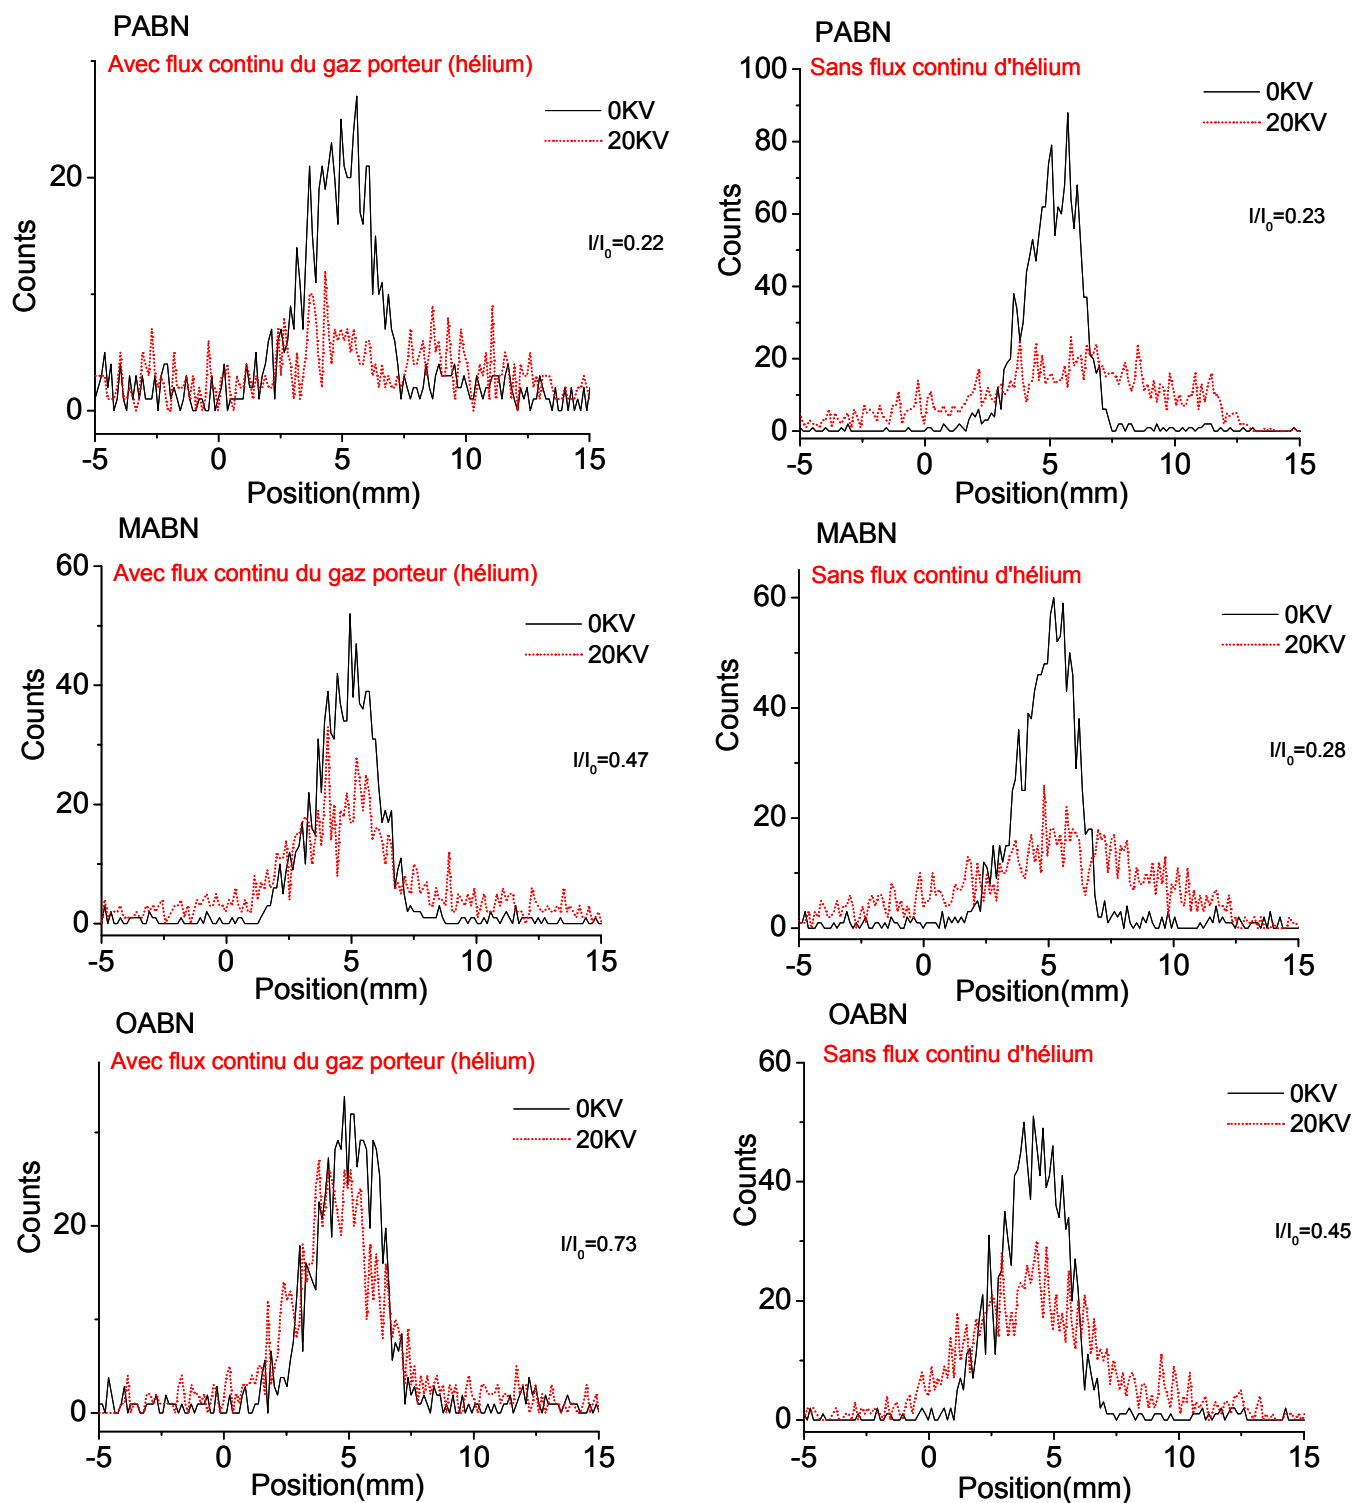 PABN
Avec flux continu du gaz porteur (hélium)
0KV
20KV
I/I0=0.22
20
0
Counts
-5 0 5 10 15
Position(mm)
PABN
Sans flux continu d'hélium
0KV
20KV
I/I0=0.23
100
80
60
40
20
0
Counts
-5 0 5 10 15
Position(mm)
MABN
Avec flux continu du gaz porteur (hélium)
0KV
20KV
I/I0=0.47
60
40
20
0
Counts
-5 0 5 10 15
Position(mm)
MABN
Sans flux continu d'hélium
0KV
20KV
I/I0=0.28
60
40
20
0
Counts
-5 0 5 10 15
Position(mm)
OABN
Avec flux continu du gaz porteur (hélium)
0KV
20KV
I/I0=0.73
20
0
Counts
-5 0 5 10 15
Position(mm)
OABN
Sans flux continu d'hélium
0KV
20KV
I/I0=0.45
60
40
20
0
Counts
-5 0 5 10 15
Position(mm)